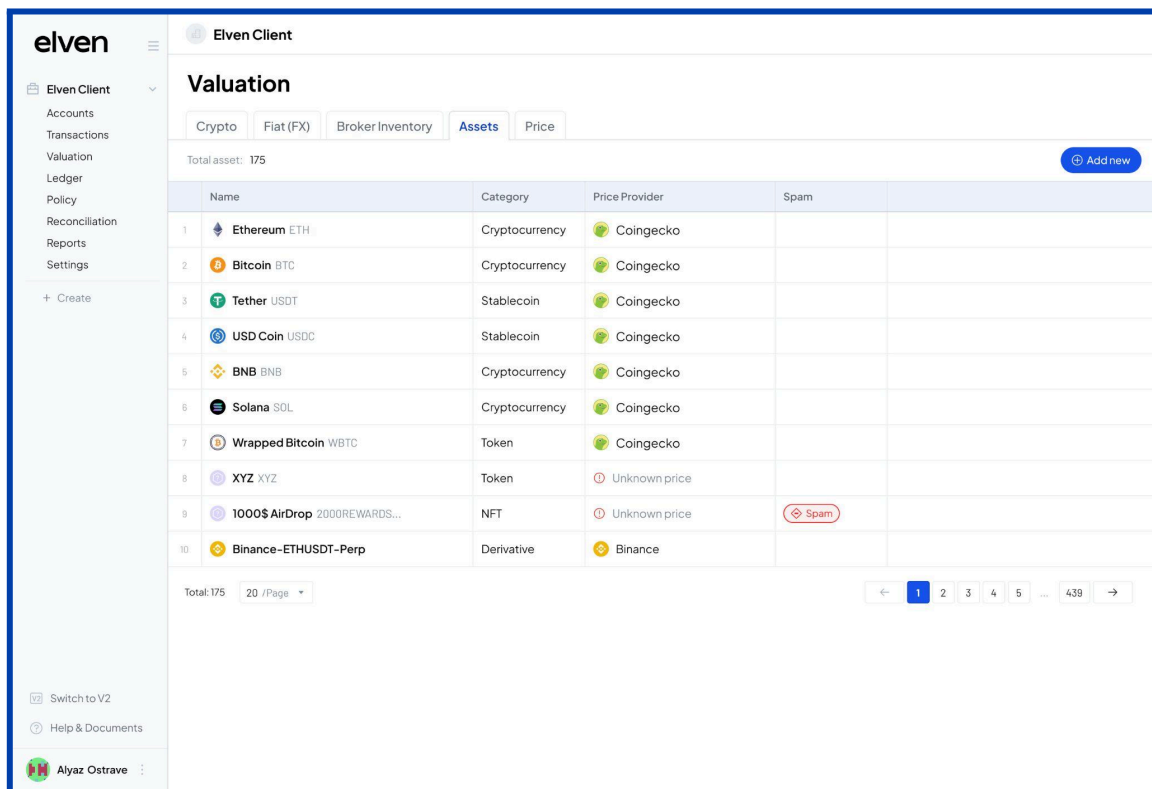 elven
Elven Client
Accounts
Transactions
Valuation
Ledger
Policy
Reconciliation
Reports
Settings
+ Create
V2 Switch to V2
Help & Documents
Alyaz Ostrave
Elven Client
Valuation
Crypto Fiat (FX) Broker Inventory Assets Price
Total asset: 175 Add new
Name Category Price Provider Spam
1 Ethereum ETH Cryptocurrency Coingecko
2 Bitcoin BTC Cryptocurrency Coingecko
3 Tether USDT Stablecoin Coingecko
4 USD Coin USDC Stablecoin Coingecko
5 BNB BNB Cryptocurrency Coingecko
6 Solana SOL Cryptocurrency Coingecko
7 Wrapped Bitcoin WBTC Token Coingecko
8 XYZ XYZ Token Unknown price
9 1000$ AirDrop 2000REWARDS... NFT Unknown price Spam
10 Binance-ETHUSDT-Perp Derivative Binance
Total: 175 20 /Page ← 1 2 3 4 5 ... 439 →